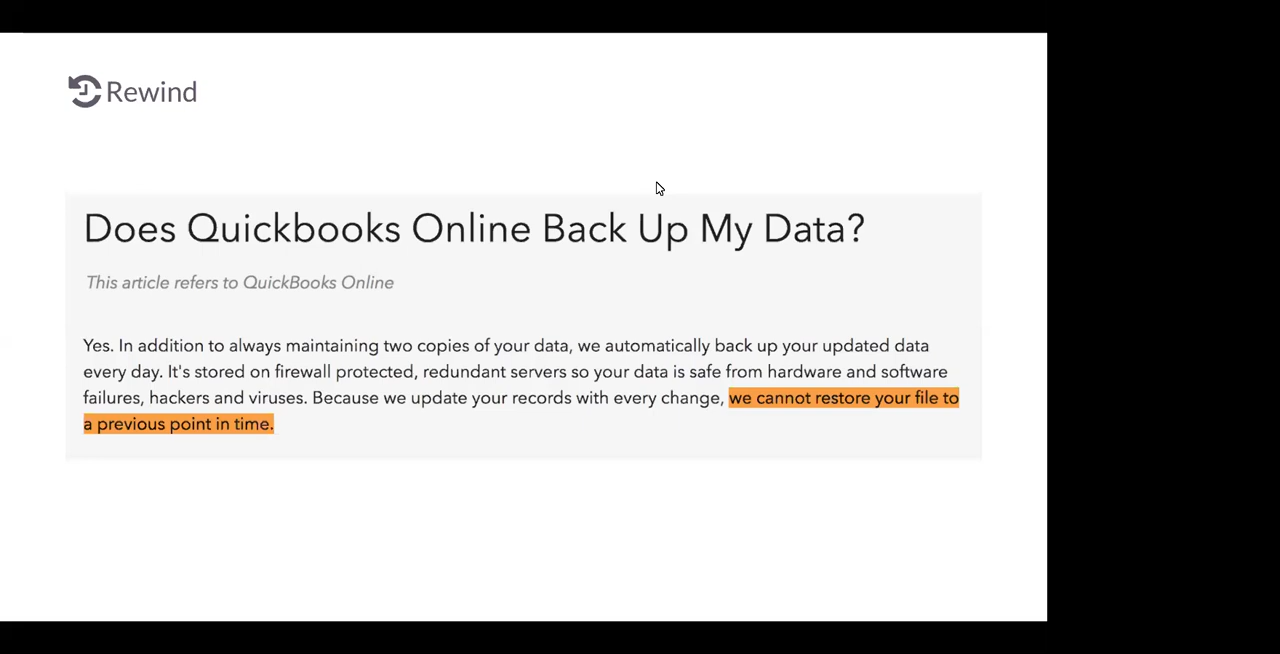 Rewind
Does Quickbooks Online Back Up My Data?
This article refers to QuickBooks Online
Yes. In addition to always maintaining two copies of your data, we automatically back up your updated data
every day. It's stored on firewall protected, redundant servers so your data is safe from hardware and software
failures, hackers and viruses. Because we update your records with every change, we cannot restore your file to
a previous point in time.